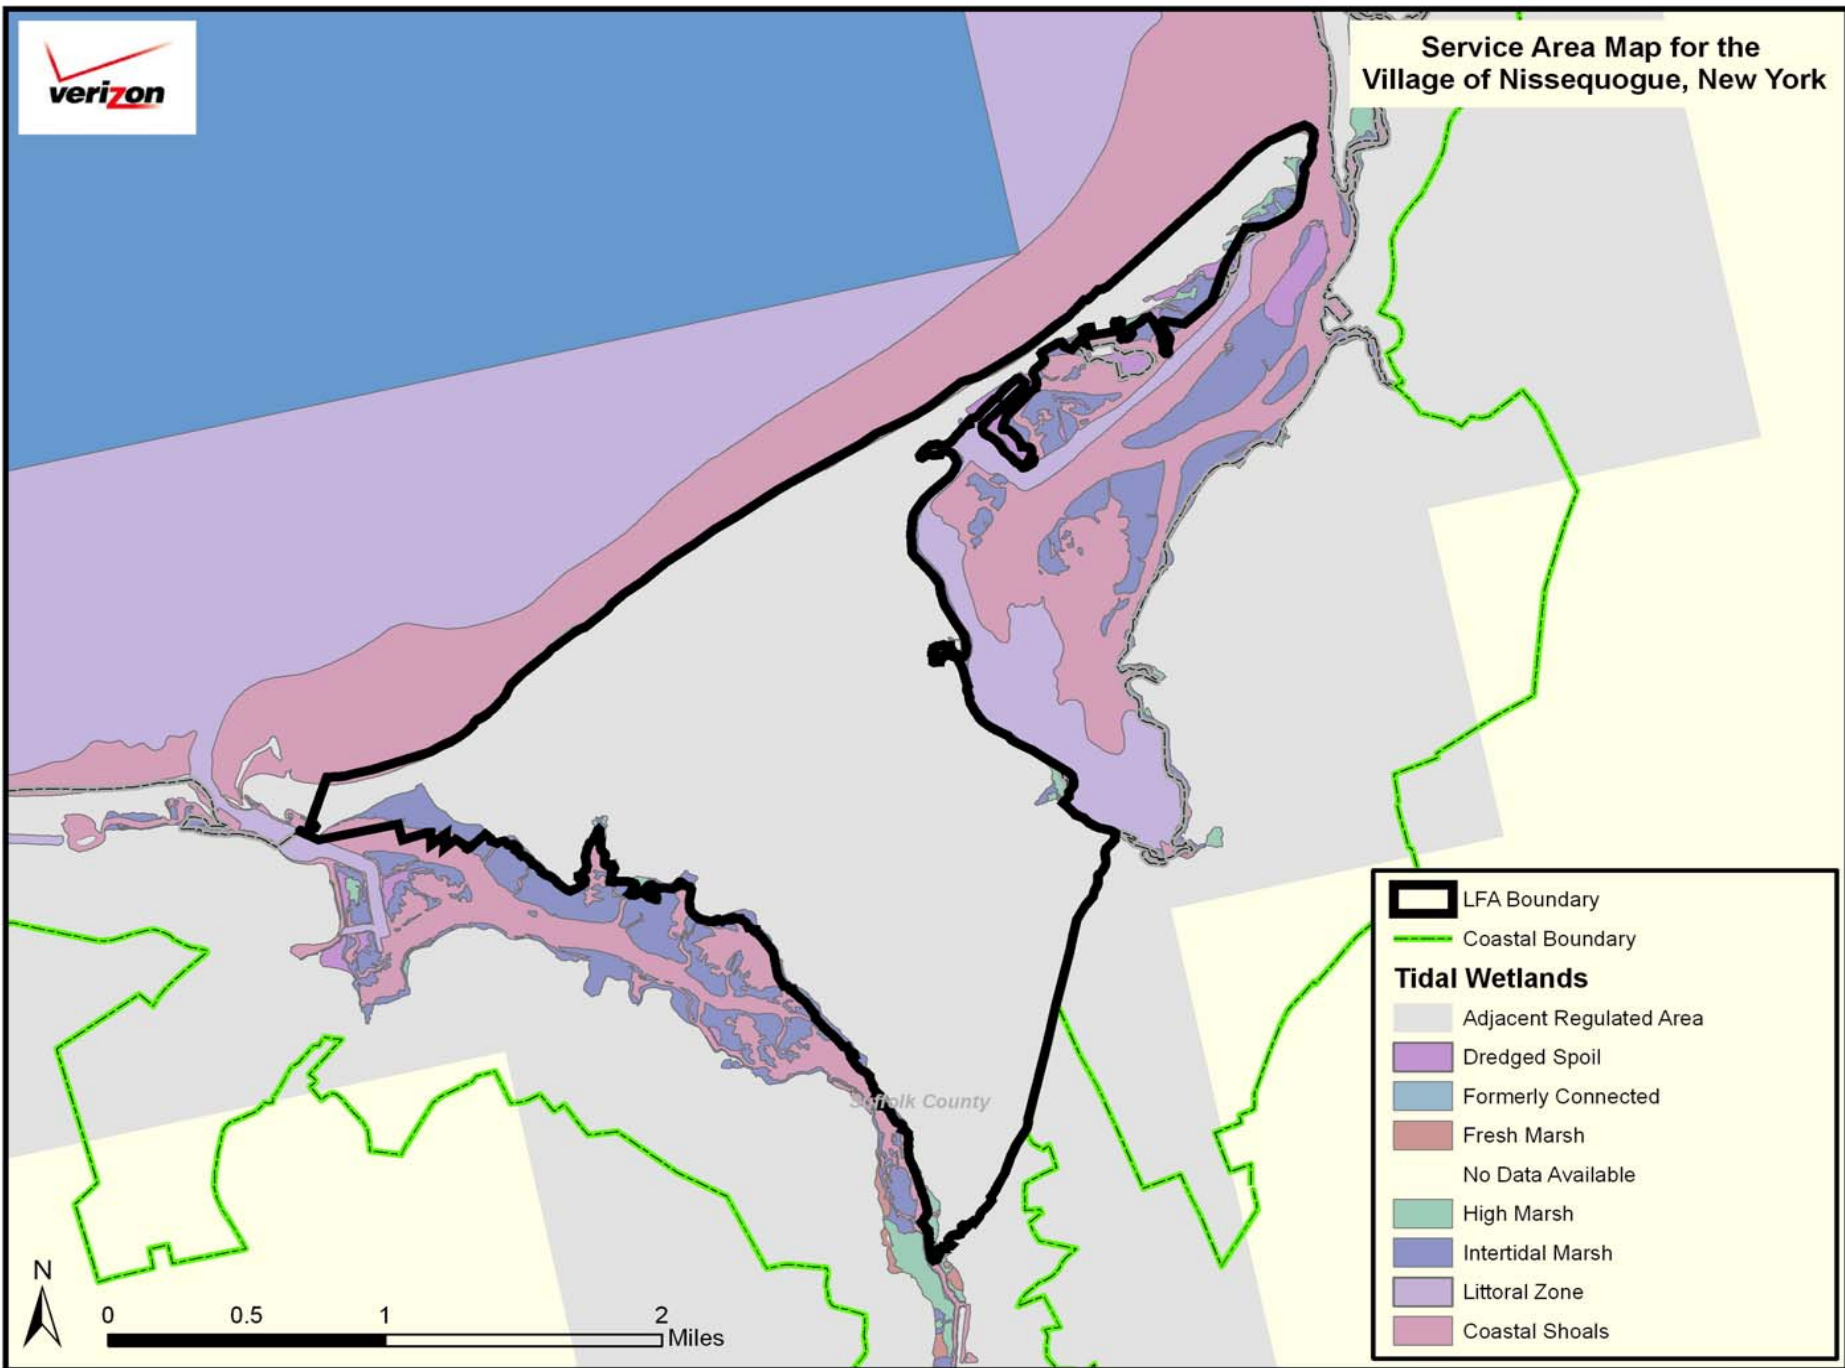 verizon
Service Area Map for the
Village of Nissequogue, New York
Suffolk County
LFA Boundary
Coastal Boundary
Tidal Wetlands
Adjacent Regulated Area
Dredged Spoil
Formerly Connected
Fresh Marsh
No Data Available
High Marsh
Intertidal Marsh
Littoral Zone
Coastal Shoals
N
0 0.5 1 2
Miles